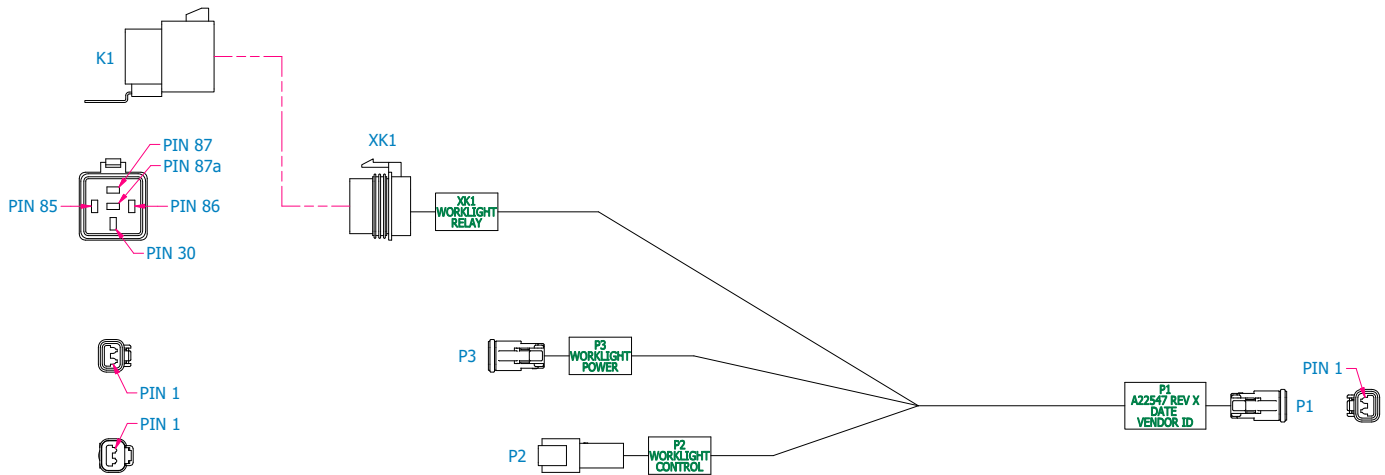 K1
PIN 87
PIN 87a
PIN 85
PIN 86
PIN 30
XK1
XK1
WORKLIGHT
RELAY
P3
P3
WORKLIGHT
POWER
PIN 1
PIN 1
P2
P2
WORKLIGHT
CONTROL
P1
A22547 REV X
DATE
VENDOR ID
P1
PIN 1